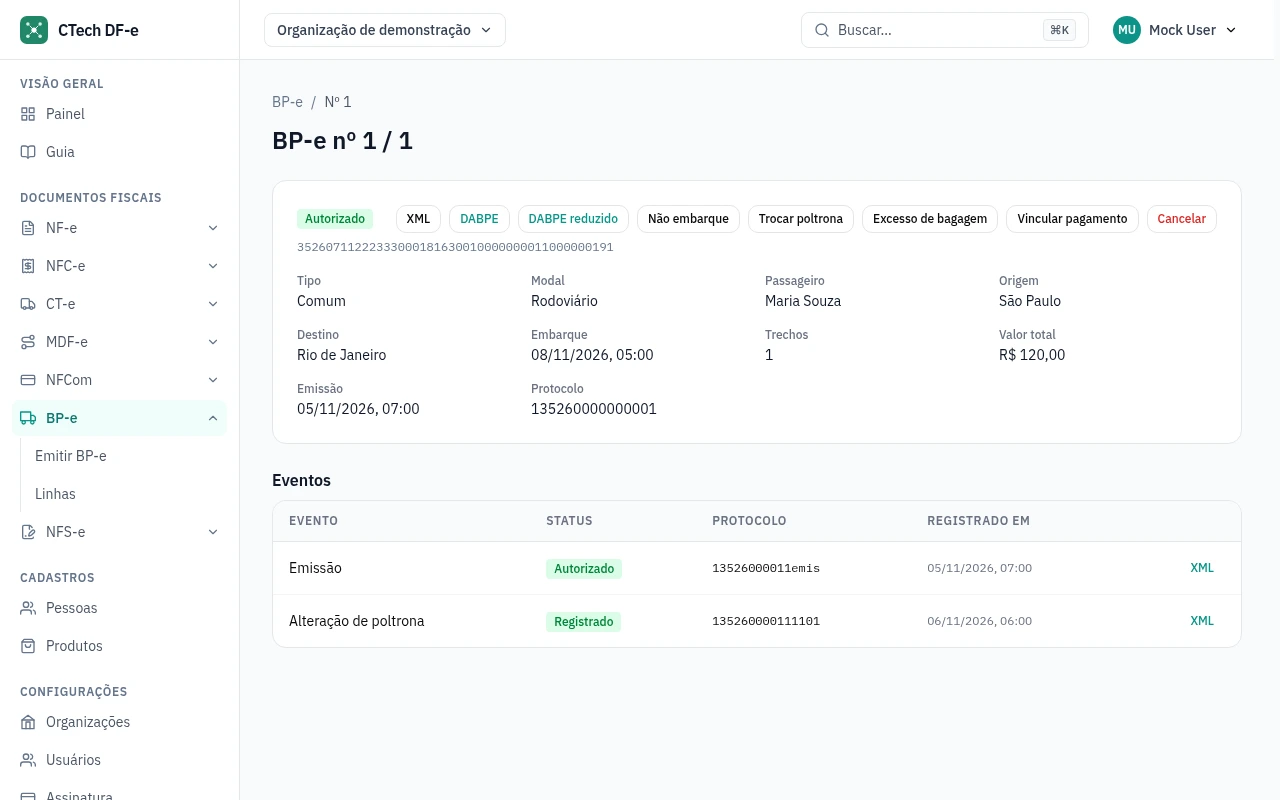 CTech DF-e
Organização de demonstração
Buscar...
⌘K
MU
Mock User
VISÃO GERAL
Painel
Guia
DOCUMENTOS FISCAIS
NF-e
NFC-e
CT-e
MDF-e
NFCom
BP-e
Emitir BP-e
Linhas
NFS-e
CADASTROS
Pessoas
Produtos
CONFIGURAÇÕES
Organizações
Usuários
Assinatura
BP-e / Nº 1
BP-e nº 1 / 1
Autorizado XML DABPE DABPE reduzido Não embarque Trocar poltrona Excesso de bagagem Vincular pagamento Cancelar
35260711222333000181630010000000011000000191
Tipo Modal Passageiro Origem
Comum Rodoviário Maria Souza São Paulo
Destino Embarque Trechos Valor total
Rio de Janeiro 08/11/2026, 05:00 1 R$ 120,00
Emissão Protocolo
05/11/2026, 07:00 135260000000001
Eventos
EVENTO STATUS PROTOCOLO REGISTRADO EM
Emissão Autorizado 13526000011emis 05/11/2026, 07:00 XML
Alteração de poltrona Registrado 135260000111101 06/11/2026, 06:00 XML